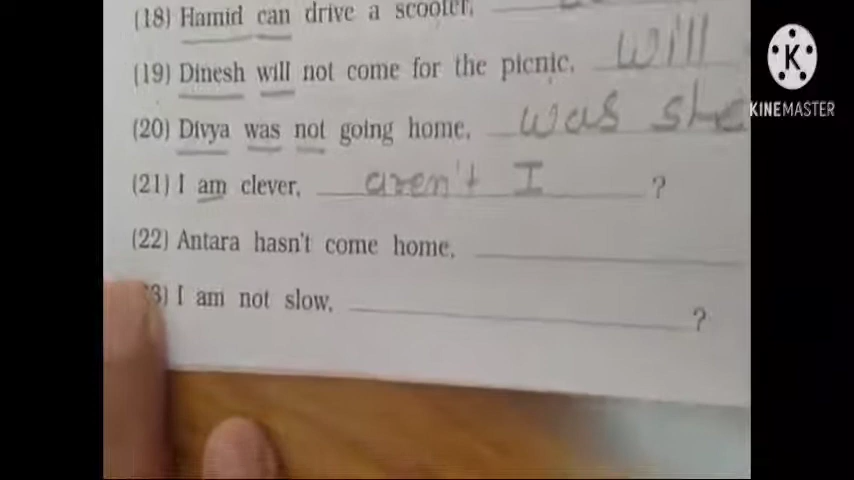 (18) Hamid can drive a scooter,
(19) Dinesh will not come for the picnic, will
(20) Divya was not going home, was she
(21) I am clever, aren't I ?
(22) Antara hasn't come home,
3) I am not slow, ?
K
KINEMASTER